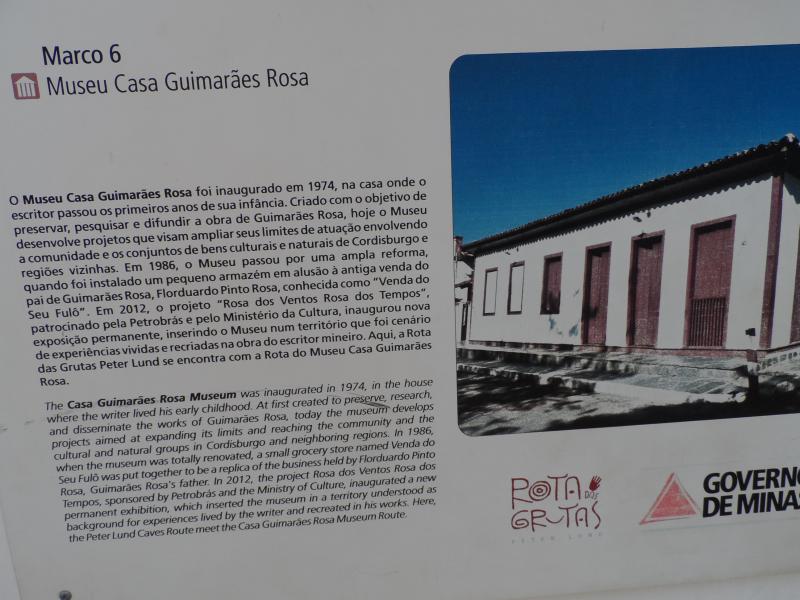 Marco 6
Museu Casa Guimarães Rosa
O Museu Casa Guimarães Rosa foi inaugurado em 1974, na casa onde o
escritor passou os primeiros anos de sua infância. Criado com o objetivo de
preservar, pesquisar e difundir a obra de Guimarães Rosa, hoje o Museu
desenvolve projetos que visam ampliar seus limites de atuação envolvendo
a comunidade e os conjuntos de bens culturais e naturais de Cordisburgo e
regiões vizinhas. Em 1986, o Museu passou por uma ampla reforma,
quando foi instalado um pequeno armazém em alusão à antiga venda do
pai de Guimarães Rosa, Florduardo Pinto Rosa, conhecida como "Venda do
Seu Fulô". Em 2012, o projeto "Rosa dos Ventos Rosa dos Tempos",
patrocinado pela Petrobrás e pelo Ministério da Cultura, inaugurou nova
exposição permanente, inserindo o Museu num território que foi cenário
de experiências vividas e recriadas na obra do escritor mineiro. Aqui, a Rota
das Grutas Peter Lund se encontra com a Rota do Museu Casa Guimarães
Rosa.
The Casa Guimarães Rosa Museum was inaugurated in 1974, in the house
where the writer lived his early childhood. At first created to preserve, research,
and disseminate the works of Guimarães Rosa, today the museum develops
projects aimed at expanding its limits and reaching the community and the
cultural and natural groups in Cordisburgo and neighboring regions. In 1986,
when the museum was totally renovated, a small grocery store named Venda do
Seu Fulô was put together to be a replica of the business held by Florduardo Pinto
Rosa, Guimarães Rosa's father. In 2012, the project Rosa dos Ventos Rosa dos
Tempos, sponsored by Petrobrás and the Ministry of Culture, inaugurated a new
permanent exhibition, which inserted the museum in a territory understood as
background for experiences lived by the writer and recreated in his works. Here,
the Peter Lund Caves Route meet the Casa Guimarães Rosa Museum Route.
ROTA DAS
GRUTAS
PETER LUND
GOVERNO
DE MINAS